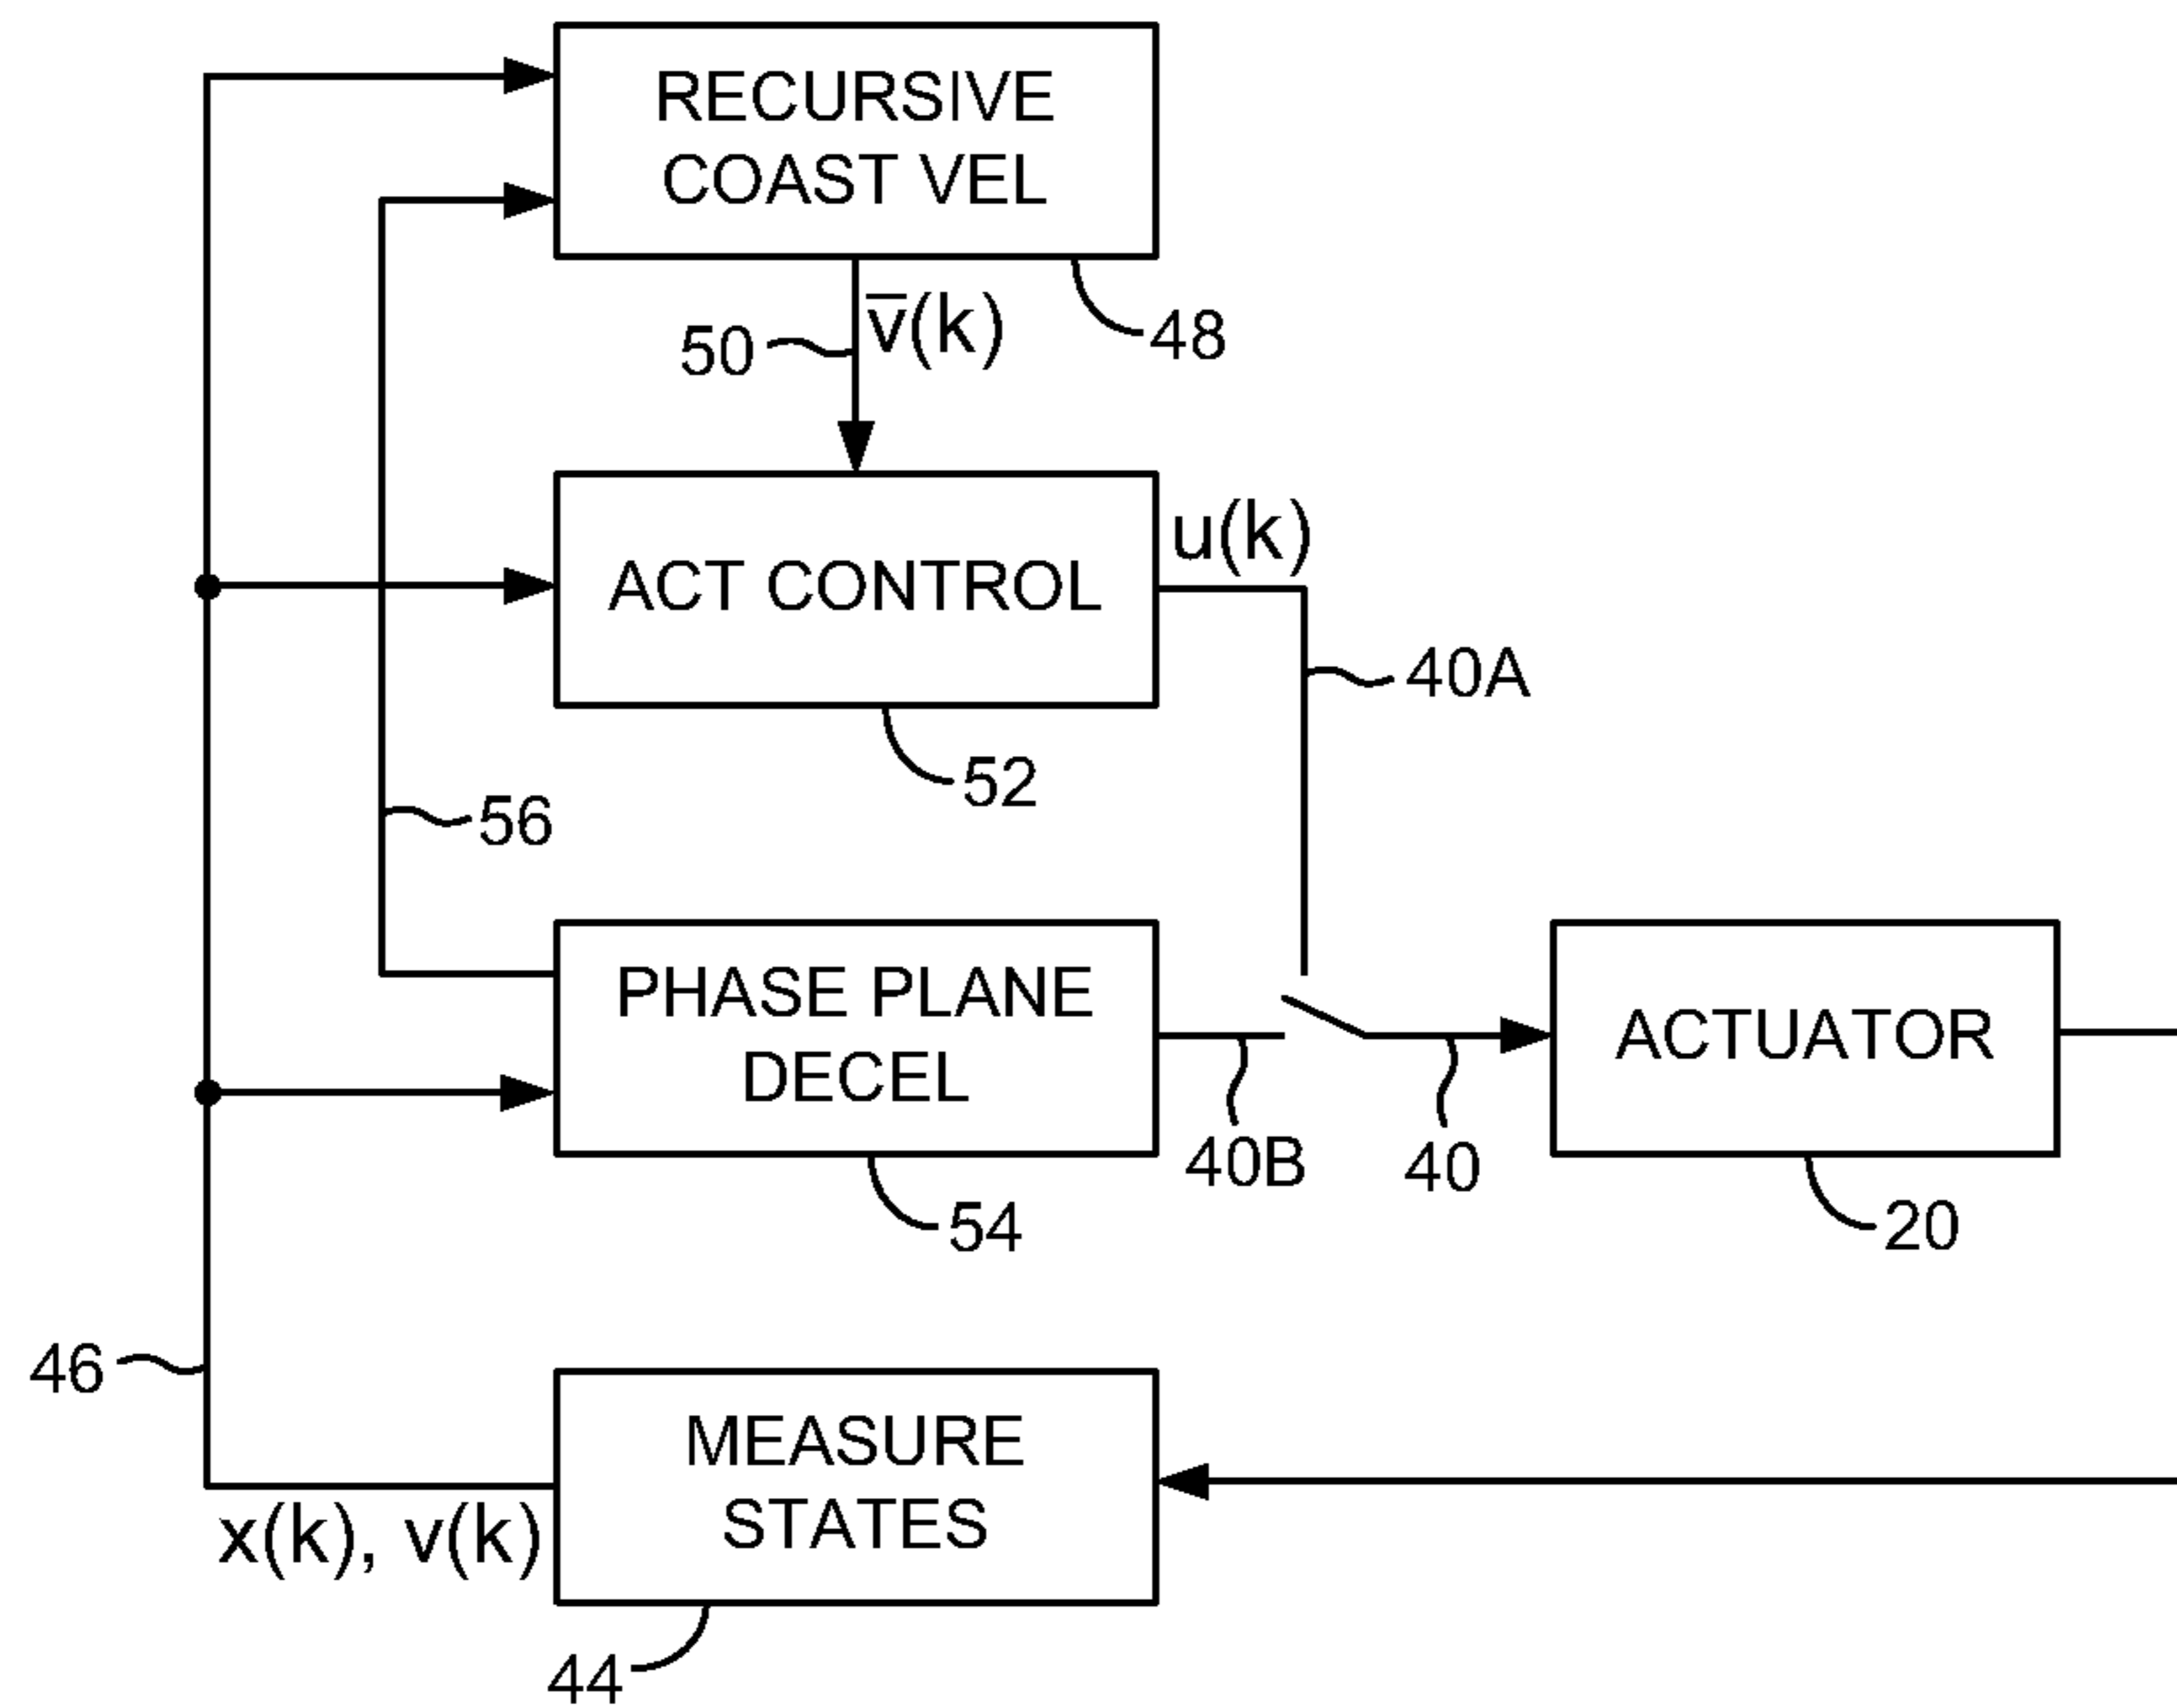 RECURSIVE
COAST VEL
50
v̅(k)
48
ACT CONTROL
u(k)
40A
52
56
PHASE PLANE
DECEL
ACTUATOR
40B
40
54
20
46
MEASURE
STATES
x(k), v(k)
44